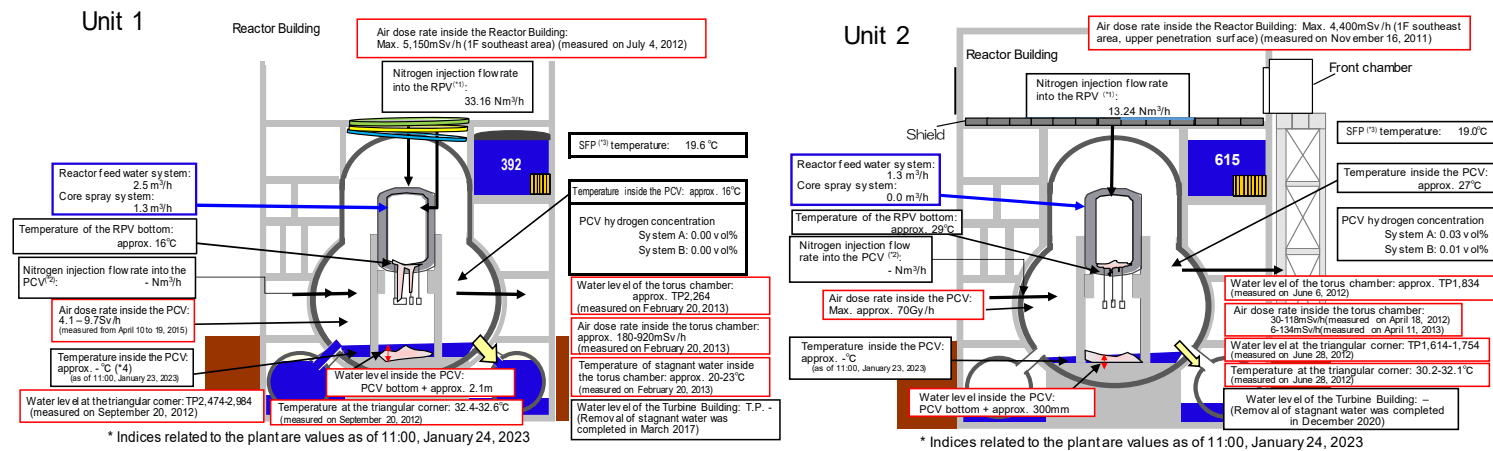 Unit 1
Reactor Building
Air dose rate inside the Reactor Building:
Max. 5,150mSv/h (1F southeast area) (measured on July 4, 2012)
Nitrogen injection flow rate
into the RPV(*1):
33.16 Nm³/h
392
SFP (*3) temperature: 19.6 °C
Reactor feed water system:
2.5 m³/h
Core spray system:
1.3 m³/h
Temperature inside the PCV: approx. 16°C
PCV hydrogen concentration
System A: 0.00 vol%
System B: 0.00 vol%
Temperature of the RPV bottom:
approx. 16°C
Nitrogen injection flow rate into the
PCV(*2):
- Nm³/h
Air dose rate inside the PCV:
4.1 – 9.7Sv/h
(measured from April 10 to 19, 2015)
Temperature inside the PCV:
approx. -°C (*4)
(as of 11:00, January 23, 2023)
Water level at the triangular corner: TP2,474-2,984
(measured on September 20, 2012)
Water level inside the PCV:
PCV bottom + approx. 2.1m
Temperature at the triangular corner: 32.4-32.6°C
(measured on September 20, 2012)
Water level of the torus chamber:
approx. TP2,264
(measured on February 20, 2013)
Air dose rate inside the torus chamber:
approx. 180-920mSv/h
(measured on February 20, 2013)
Temperature of stagnant water inside
the torus chamber: approx. 20-23°C
(measured on February 20, 2013)
Water level of the Turbine Building: T.P. -
(Removal of stagnant water was
completed in March 2017)
* Indices related to the plant are values as of 11:00, January 24, 2023
Unit 2
Air dose rate inside the Reactor Building: Max. 4,400mSv/h (1F southeast
area, upper penetration surface) (measured on November 16, 2011)
Reactor Building
Front chamber
Nitrogen injection flow rate
into the RPV (*1):
13.24 Nm³/h
Shield
615
SFP (*3) temperature: 19.0°C
Reactor feed water system:
1.3 m³/h
Core spray system:
0.0 m³/h
Temperature inside the PCV:
approx. 27°C
Temperature of the RPV bottom:
approx. 29°C
PCV hydrogen concentration
System A: 0.03 vol%
System B: 0.01 vol%
Nitrogen injection flow
rate into the PCV (*2):
- Nm³/h
Air dose rate inside the PCV:
Max. approx. 70Gy/h
Temperature inside the PCV:
approx. -°C
(as of 11:00, January 23, 2023)
Water level inside the PCV:
PCV bottom + approx. 300mm
Water level of the torus chamber: approx. TP1,834
(measured on June 6, 2012)
Air dose rate inside the torus chamber:
30-118mSv/h(measured on April 18, 2012)
6-134mSv/h(measured on April 11, 2013)
Water level at the triangular corner: TP1,614-1,754
(measured on June 28, 2012)
Temperature at the triangular corner: 30.2-32.1°C
(measured on June 28, 2012)
Water level of the Turbine Building: –
(Removal of stagnant water was completed
in December 2020)
* Indices related to the plant are values as of 11:00, January 24, 2023